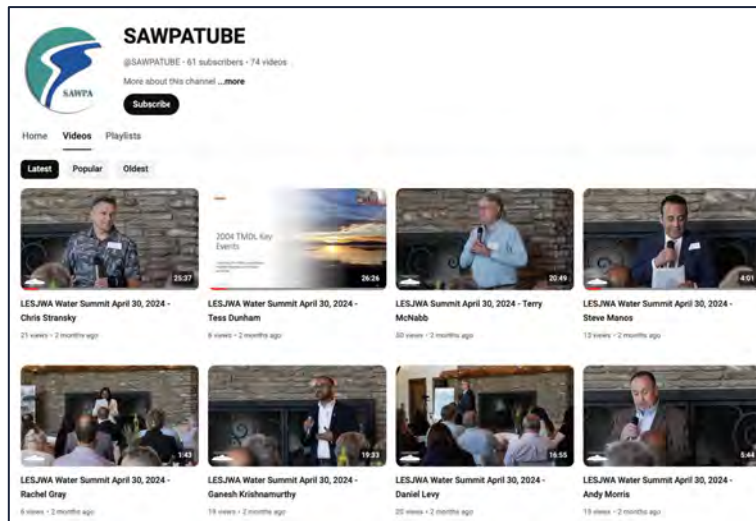 SAWPATUBE
@SAWPATUBE · 61 subscribers · 74 videos
More about this channel ...more
Subscribe
SAWPA
Home Videos Playlists
Latest Popular Oldest
25:37
2004 TMDL Key
Events
26:26
20:49
4:01
LESJWA Water Summit April 30, 2024 -
Chris Stransky
21 views • 2 months ago
LESJWA Water Summit April 30, 2024 -
Tess Dunham
6 views • 2 months ago
LESJWA Summit April 30, 2024 - Terry
McNabb
50 views • 2 months ago
LESJWA Water Summit April 30, 2024 -
Steve Manos
13 views • 2 months ago
1:43
19:33
16:55
5:44
LESJWA Water Summit April 30, 2024 -
Rachel Gray
6 views • 2 months ago
LESJWA Water Summit April 30, 2024 -
Ganesh Krishnamurthy
19 views • 2 months ago
LESJWA Water Summit April 30, 2024 -
Daniel Levy
20 views • 2 months ago
LESJWA Water Summit April 30, 2024 -
Andy Morris
15 views • 2 months ago